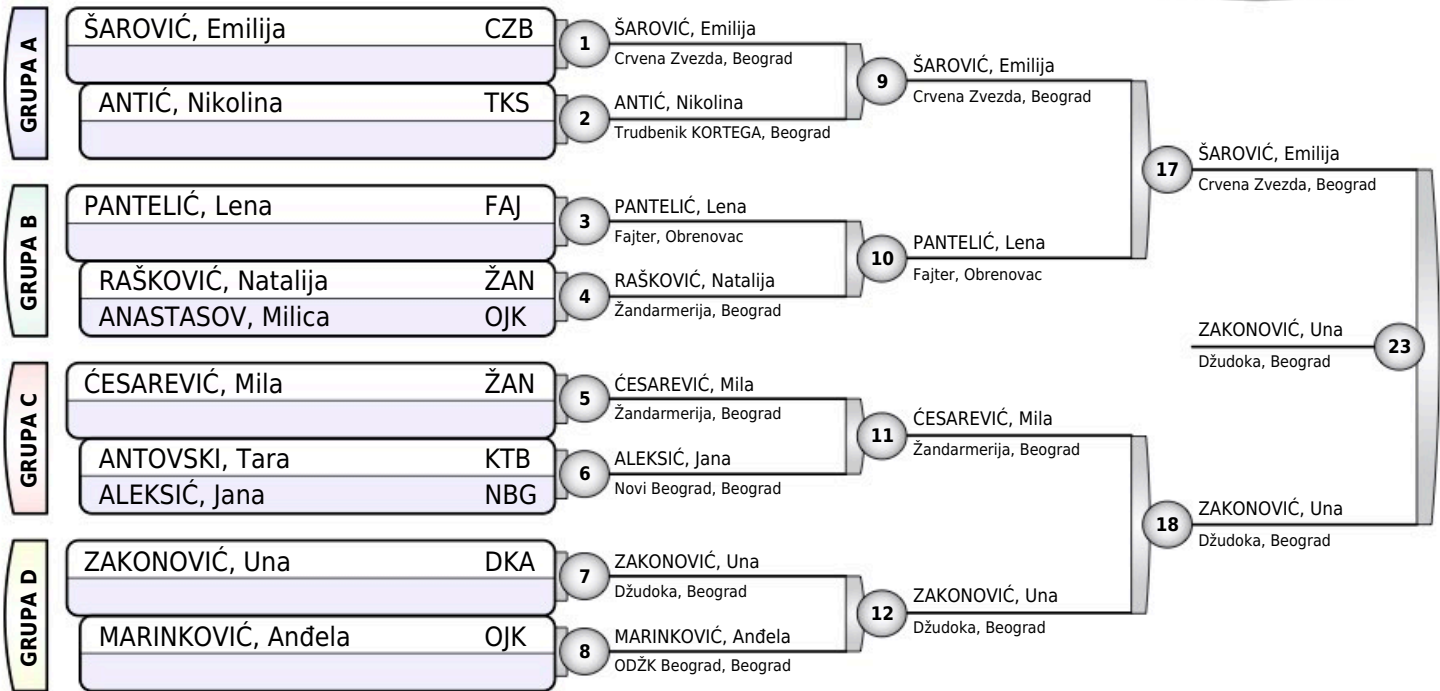 GRUPA A
ŠAROVIĆ, Emilija CZB
ANTIĆ, Nikolina TKS
GRUPA B
PANTELIĆ, Lena FAJ
RAŠKOVIĆ, Natalija ŽAN
ANASTASOV, Milica OJK
GRUPA C
ĆESAREVIĆ, Mila ŽAN
ANTOVSKI, Tara KTB
ALEKSIĆ, Jana NBG
GRUPA D
ZAKONOVIĆ, Una DKA
MARINKOVIĆ, Anđela OJK
1
ŠAROVIĆ, Emilija
Crvena Zvezda, Beograd
2
ANTIĆ, Nikolina
Trudbenik KORTEGA, Beograd
3
PANTELIĆ, Lena
Fajter, Obrenovac
4
RAŠKOVIĆ, Natalija
Žandarmerija, Beograd
5
ĆESAREVIĆ, Mila
Žandarmerija, Beograd
6
ALEKSIĆ, Jana
Novi Beograd, Beograd
7
ZAKONOVIĆ, Una
Džudoka, Beograd
8
MARINKOVIĆ, Anđela
ODŽK Beograd, Beograd
9
ŠAROVIĆ, Emilija
Crvena Zvezda, Beograd
10
PANTELIĆ, Lena
Fajter, Obrenovac
11
ĆESAREVIĆ, Mila
Žandarmerija, Beograd
12
ZAKONOVIĆ, Una
Džudoka, Beograd
17
ŠAROVIĆ, Emilija
Crvena Zvezda, Beograd
18
ZAKONOVIĆ, Una
Džudoka, Beograd
ZAKONOVIĆ, Una
Džudoka, Beograd
23